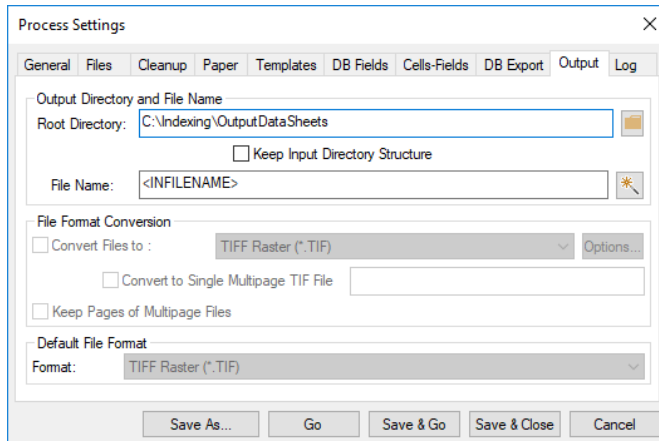 Process Settings
General Files Cleanup Paper Templates DB Fields Cells-Fields DB Export Output Log
Output Directory and File Name
Root Directory: C:\Indexing\OutputDataSheets
Keep Input Directory Structure
File Name: <INFILENAME>
File Format Conversion
Convert Files to : TIFF Raster (*.TIF) Options...
Convert to Single Multipage TIF File
Keep Pages of Multipage Files
Default File Format
Format: TIFF Raster (*.TIF)
Save As... Go Save & Go Save & Close Cancel